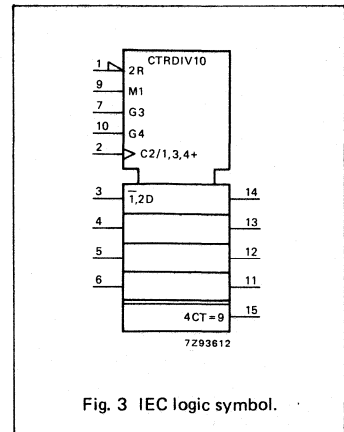 CTRDIV10
1 2R
9 M1
7 G3
10 G4
2 C2/1,3,4+
3 1̅,2D 14
4 13
5 12
6 11
4CT=9 15
7Z93612
Fig. 3 IEC logic symbol.